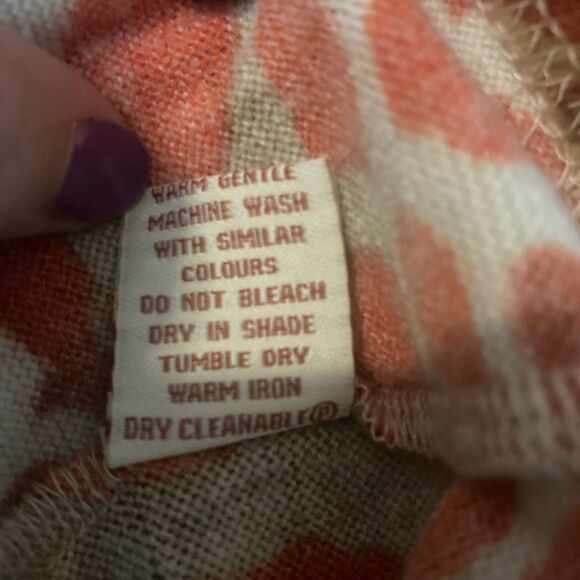 WARM GENTLE
MACHINE WASH
WITH SIMILAR
COLOURS
DO NOT BLEACH
DRY IN SHADE
TUMBLE DRY
WARM IRON
DRY CLEANABLE Ⓟ